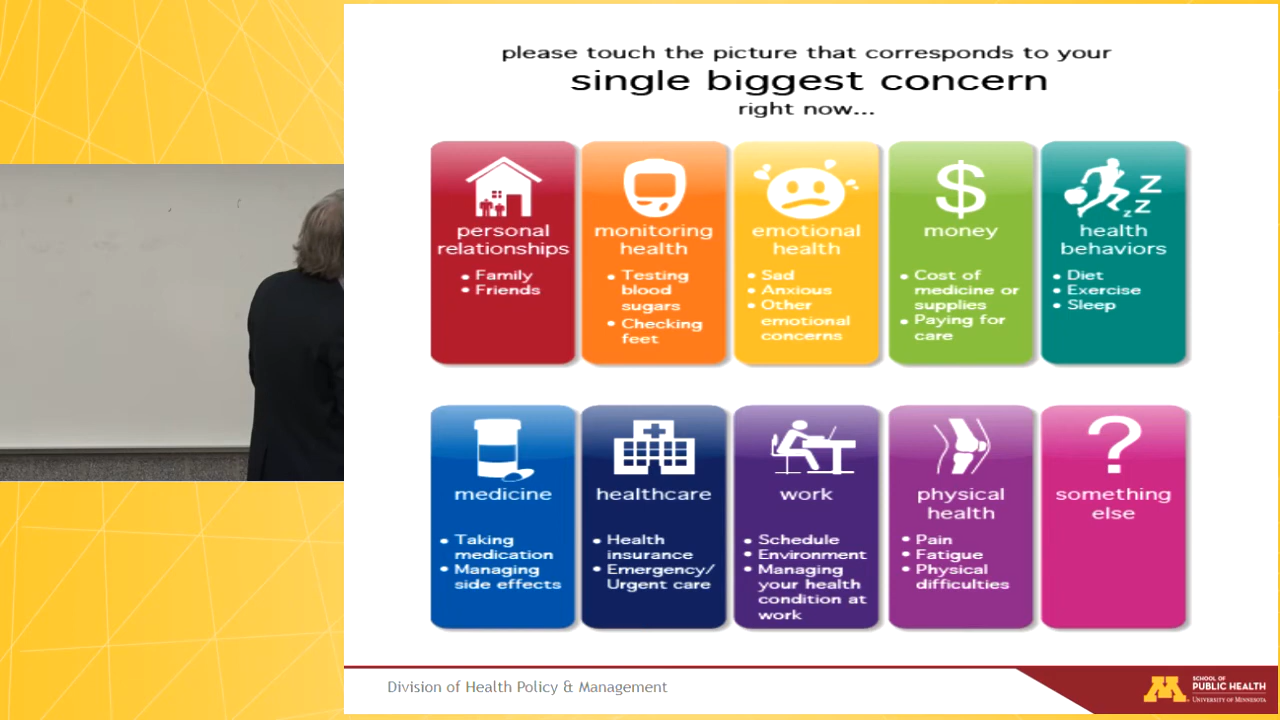 please touch the picture that corresponds to your
single biggest concern
right now...
personal
relationships
• Family
• Friends
monitoring
health
• Testing
blood
sugars
• Checking
feet
emotional
health
• Sad
• Anxious
• Other
emotional
concerns
$
money
• Cost of
medicine or
supplies
• Paying for
care
Z
z Z
health
behaviors
• Diet
• Exercise
• Sleep
medicine
• Taking
medication
• Managing
side effects
healthcare
• Health
insurance
• Emergency/
Urgent care
work
• Schedule
• Environment
• Managing
your health
condition at
work
physical
health
• Pain
• Fatigue
• Physical
difficulties
?
something
else
Division of Health Policy & Management
M
SCHOOL OF
PUBLIC HEALTH
UNIVERSITY OF MINNESOTA